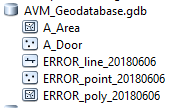 AVM_Geodatabase.gdb
A_Area
A_Door
ERROR_line_20180606
ERROR_point_20180606
ERROR_poly_20180606